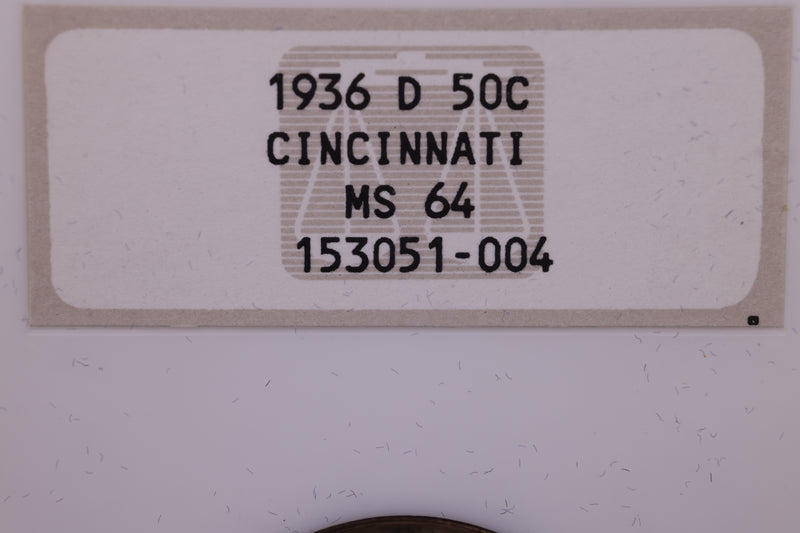 1936 D 50C
CINCINNATI
MS 64
153051-004